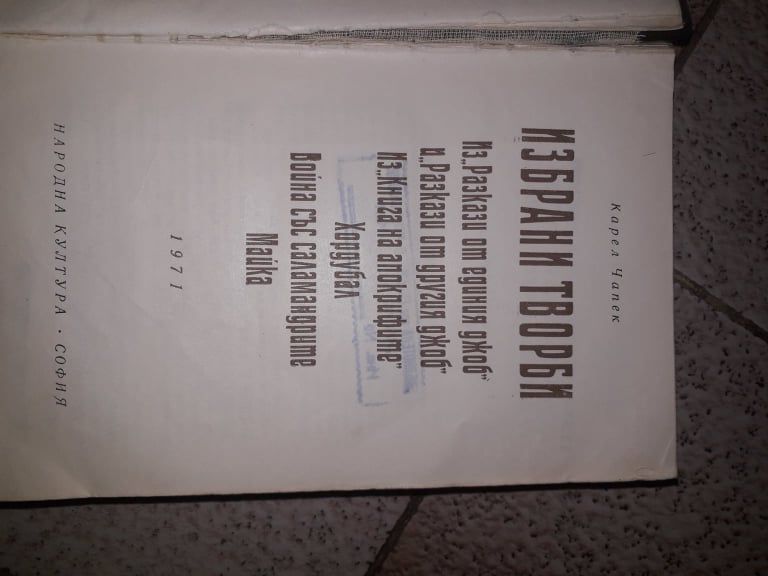 Карел Чапек
ИЗБРАНИ ТВОРБИ
Из „Разкази от единия джоб“
и „Разкази от другия джоб“
Из „Книга на апокрифите“
Хордубал
Война със саламандрите
Майка
1971
НАРОДНА КУЛТУРА · СОФИЯ